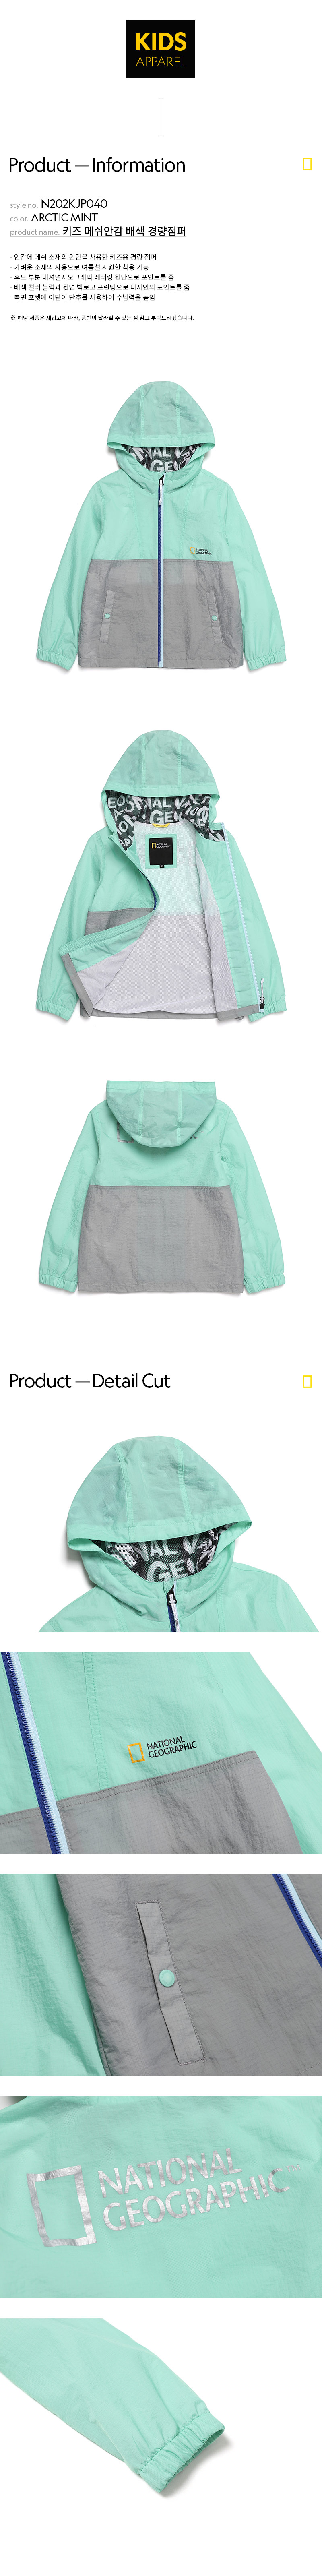 KIDS
APPAREL
Product — Information
style no. N202KJP040
color. ARCTIC MINT
product name. 키즈 메쉬안감 배색 경량점퍼
- 안감에 메쉬 소재의 원단을 사용한 키즈용 경량 점퍼
- 가벼운 소재의 사용으로 여름철 시원한 착용 가능
- 후드 부분 내셔널지오그래픽 레터링 원단으로 포인트를 줌
- 배색 컬러 블럭과 뒷면 빅로고 프린팅으로 디자인의 포인트를 줌
- 측면 포켓에 여닫이 단추를 사용하여 수납력을 높임
※ 해당 제품은 재입고에 따라, 품번이 달라질 수 있는 점 참고 부탁드리겠습니다.
NATIONAL
GEOGRAPHIC
NATIONAL
GEOGRAPHIC
Product — Detail Cut
NATIONAL
GEOGRAPHIC
NATIONAL
GEOGRAPHIC